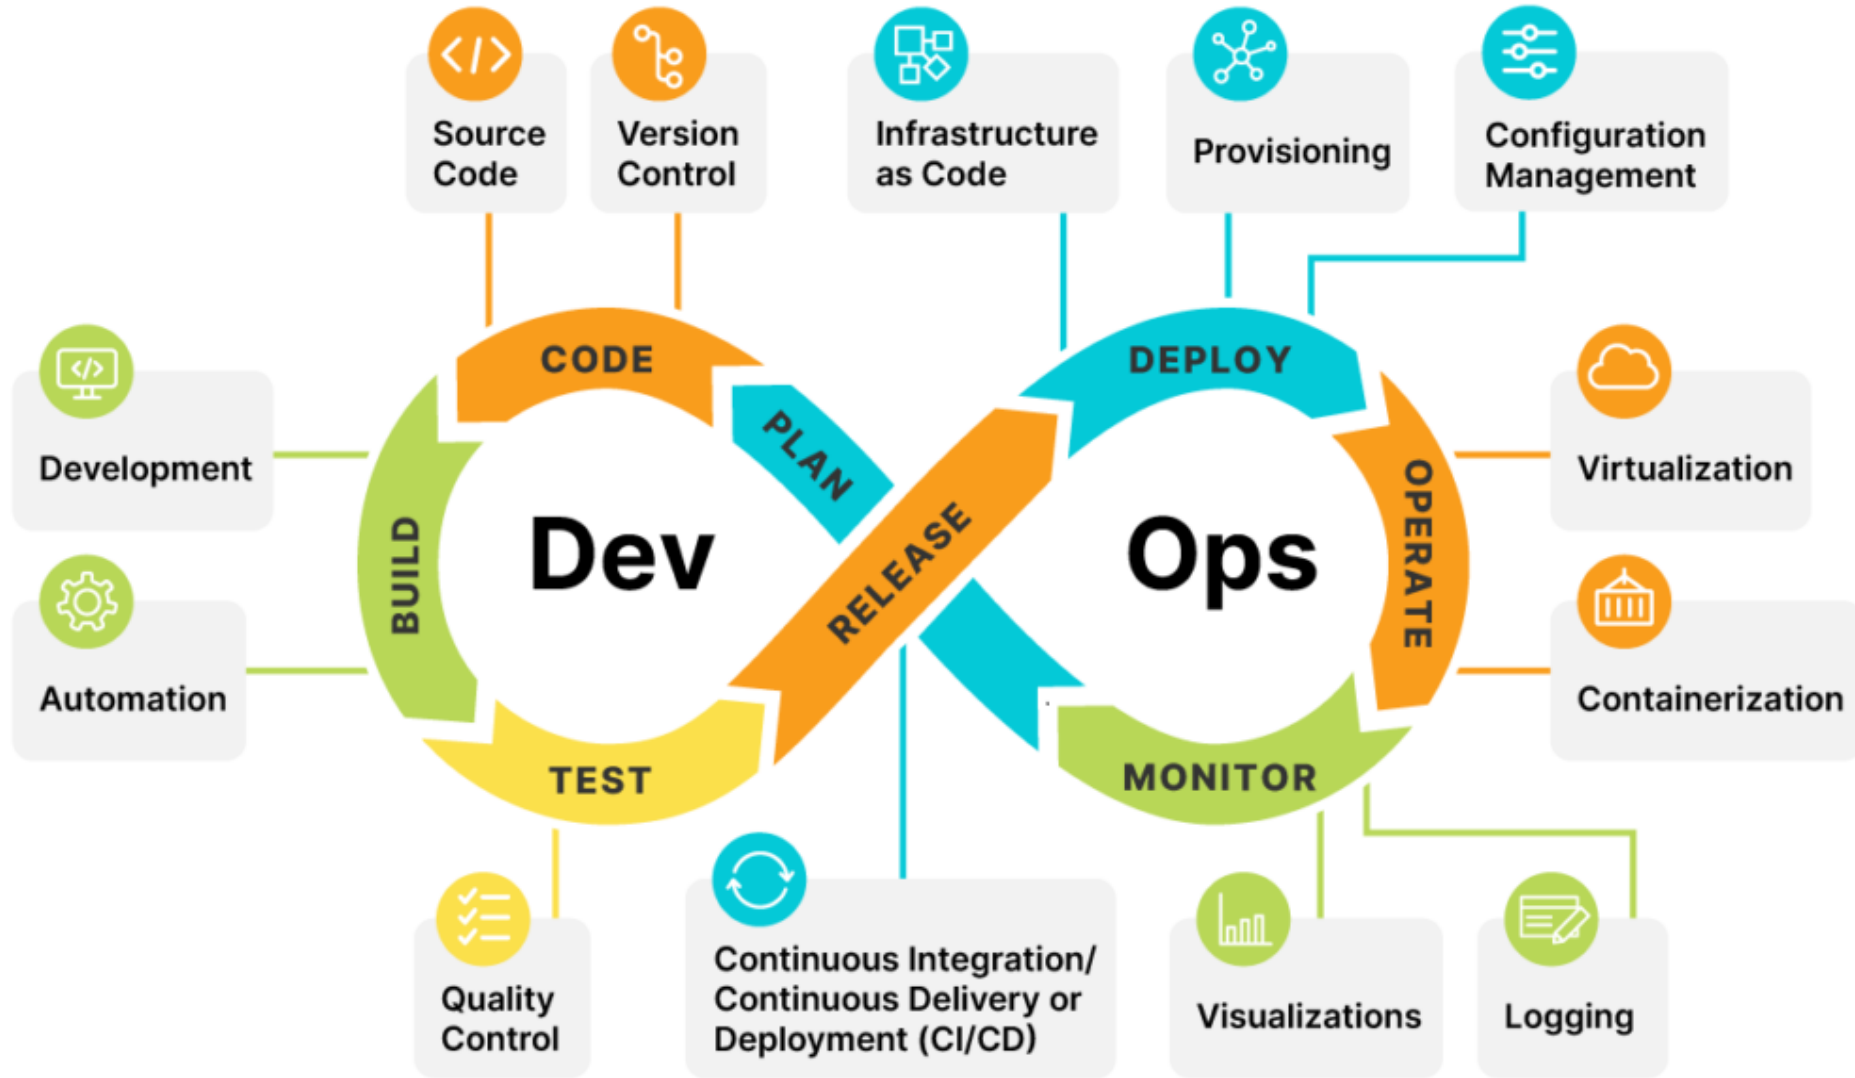 </>
Source
Code
Version
Control
Infrastructure
as Code
Provisioning
Configuration
Management
</>
Development
Automation
CODE
PLAN
BUILD
Dev
TEST
RELEASE
DEPLOY
Ops
OPERATE
MONITOR
Virtualization
Containerization
Quality
Control
Continuous Integration/
Continuous Delivery or
Deployment (CI/CD)
Visualizations
Logging